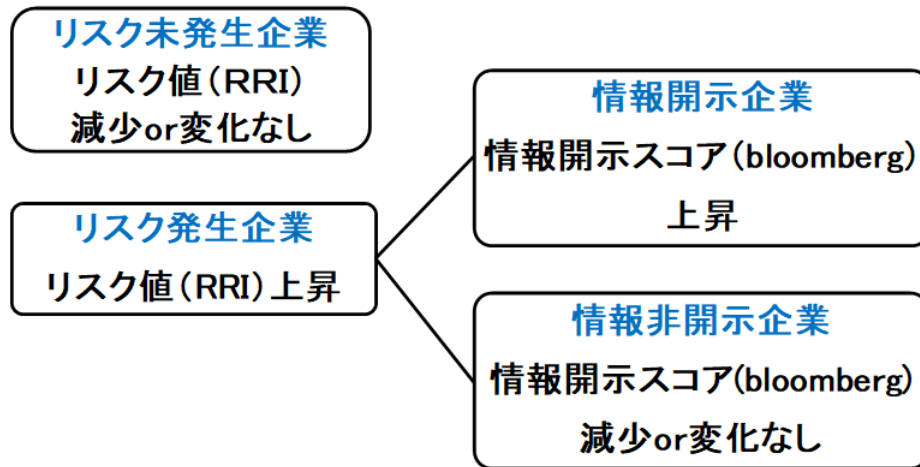 リスク未発生企業
リスク値（RRI）
減少or変化なし
リスク発生企業
リスク値（RRI）上昇
情報開示企業
情報開示スコア（bloomberg）
上昇
情報非開示企業
情報開示スコア(bloomberg)
減少or変化なし